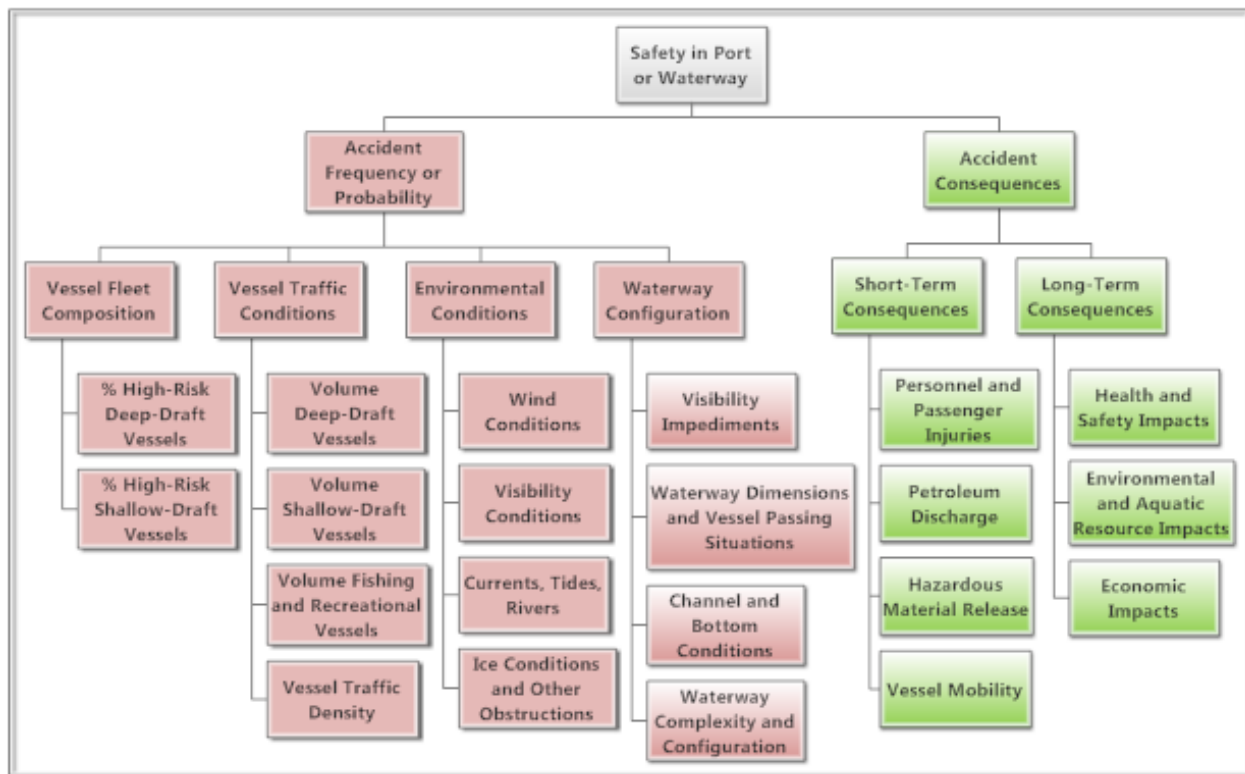 Safety in Port
or Waterway
Accident
Frequency or
Probability
Accident
Consequences
Vessel Fleet
Composition
Vessel Traffic
Conditions
Environmental
Conditions
Waterway
Configuration
Short-Term
Consequences
Long-Term
Consequences
% High-Risk
Deep-Draft
Vessels
% High-Risk
Shallow-Draft
Vessels
Volume
Deep-Draft
Vessels
Volume
Shallow-Draft
Vessels
Volume Fishing
and Recreational
Vessels
Vessel Traffic
Density
Wind
Conditions
Visibility
Conditions
Currents, Tides,
Rivers
Ice Conditions
and Other
Obstructions
Visibility
Impediments
Waterway Dimensions
and Vessel Passing
Situations
Channel and
Bottom
Conditions
Waterway
Complexity and
Configuration
Personnel and
Passenger
Injuries
Petroleum
Discharge
Hazardous
Material Release
Vessel Mobility
Health and
Safety Impacts
Environmental
and Aquatic
Resource Impacts
Economic
Impacts